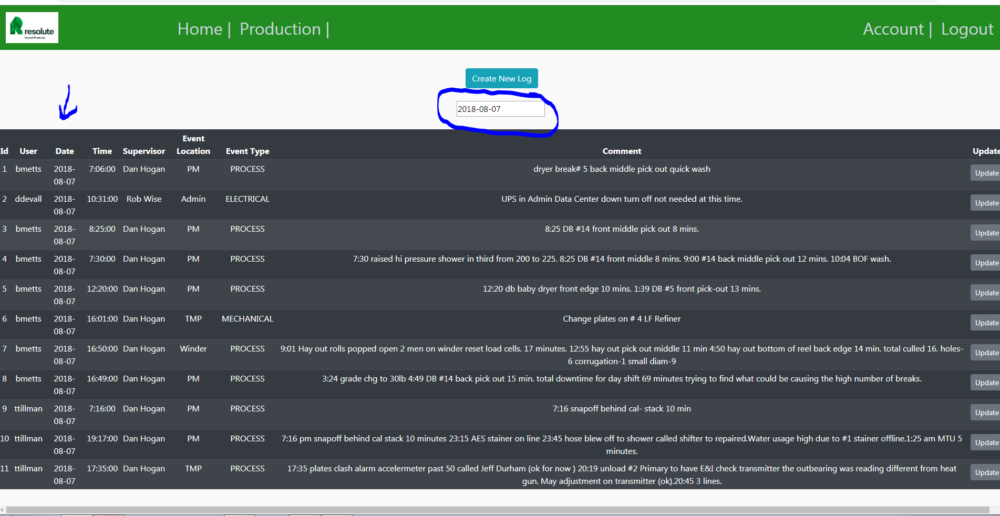 resolute
Forest Products
Home | Production |
Account | Logout
Create New Log
2018-08-07
Id User Date Time Supervisor Event Location Event Type Comment Update
1 bmetts 2018-08-07 7:06:00 Dan Hogan PM PROCESS dryer break# 5 back middle pick out quick wash Update
2 ddevall 2018-08-07 10:31:00 Rob Wise Admin ELECTRICAL UPS in Admin Data Center down turn off not needed at this time. Update
3 bmetts 2018-08-07 8:25:00 Dan Hogan PM PROCESS 8:25 DB #14 front middle pick out 8 mins. Update
4 bmetts 2018-08-07 7:30:00 Dan Hogan PM PROCESS 7:30 raised hi pressure shower in third from 200 to 225. 8:25 DB #14 front middle 8 mins. 9:00 #14 back middle pick out 12 mins. 10:04 BOF wash. Update
5 bmetts 2018-08-07 12:20:00 Dan Hogan PM PROCESS 12:20 db baby dryer front edge 10 mins. 1:39 DB #5 front pick-out 13 mins. Update
6 bmetts 2018-08-07 16:01:00 Dan Hogan TMP MECHANICAL Change plates on # 4 LF Refiner Update
7 bmetts 2018-08-07 16:50:00 Dan Hogan Winder PROCESS 9:01 Hay out rolls popped open 2 men on winder reset load cells. 17 minutes. 12:55 hay out pick out middle 11 min 4:50 hay out bottom of reel back edge 14 min. total culled 16. holes-6 corrugation-1 small diam-9 Update
8 bmetts 2018-08-07 16:49:00 Dan Hogan PM PROCESS 3:24 grade chg to 30lb 4:49 DB #14 back pick out 15 min. total downtime for day shift 69 minutes trying to find what could be causing the high number of breaks. Update
9 ttillman 2018-08-07 7:16:00 Dan Hogan PM PROCESS 7:16 snapoff behind cal- stack 10 min Update
10 ttillman 2018-08-07 19:17:00 Dan Hogan PM PROCESS 7:16 pm snapoff behind cal stack 10 minutes 23:15 AES stainer on line 23:45 hose blew off to shower called shifter to repaired.Water usage high due to #1 stainer offline.1:25 am MTU 5 minutes. Update
11 ttillman 2018-08-07 17:35:00 Dan Hogan TMP PROCESS 17:35 plates clash alarm accelermeter past 50 called Jeff Durham (ok for now ) 20:19 unload #2 Primary to have E&I check transmitter the outbearing was reading different from heat gun. May adjustment on transmitter (ok).20:45 3 lines. Update